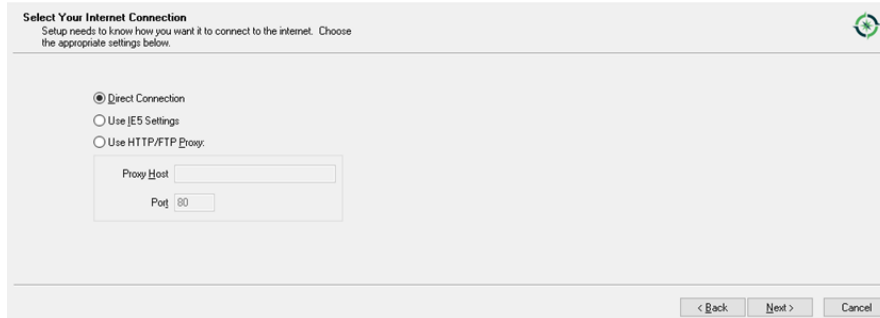 Select Your Internet Connection
Setup needs to know how you want it to connect to the internet. Choose
the appropriate settings below.
Direct Connection
Use IE5 Settings
Use HTTP/FTP Proxy:
Proxy Host
Port 80
< Back Next > Cancel